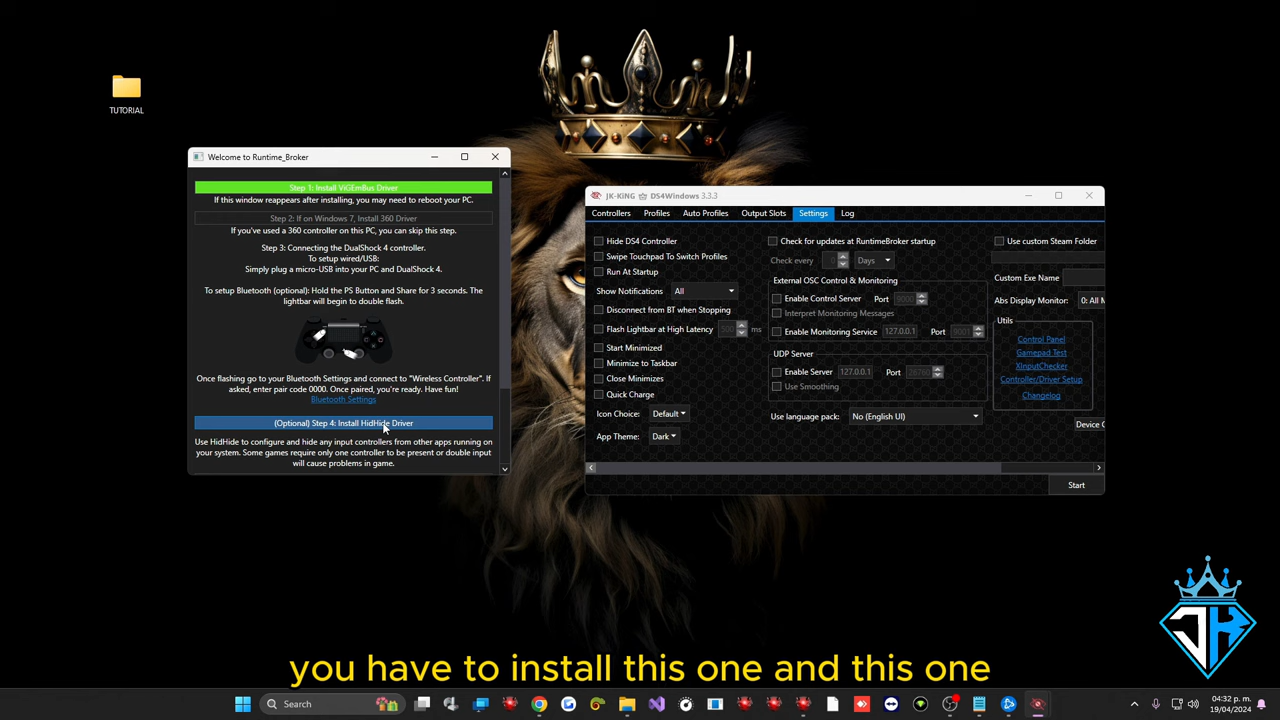 TUTORIAL
Welcome to Runtime_Broker
Step 1: Install ViGEmBus Driver
If this window reappears after installing, you may need to reboot your PC.
Step 2: If on Windows 7, Install 360 Driver
If you've used a 360 controller on this PC, you can skip this step.
Step 3: Connecting the DualShock 4 controller.
To setup wired/USB:
Simply plug a micro-USB into your PC and DualShock 4.
To setup Bluetooth (optional): Hold the PS Button and Share for 3 seconds. The
lightbar will begin to double flash.
Once flashing go to your Bluetooth Settings and connect to "Wireless Controller". If
asked, enter pair code 0000. Once paired, you're ready. Have fun!
Bluetooth Settings
(Optional) Step 4: Install HidHide Driver
Use HidHide to configure and hide any input controllers from other apps running on
your system. Some games require only one controller to be present or double input
will cause problems in game.
JK-KING DS4Windows 3.3.3
Controllers Profiles Auto Profiles Output Slots Settings Log
Hide DS4 Controller
Swipe Touchpad To Switch Profiles
Run At Startup
Show Notifications All
Disconnect from BT when Stopping
Flash Lightbar at High Latency 500 ms
Start Minimized
Minimize to Taskbar
Close Minimizes
Quick Charge
Icon Choice: Default
App Theme: Dark
Check for updates at RuntimeBroker startup
Check every 0 Days
External OSC Control & Monitoring
Enable Control Server Port 9000
Interpret Monitoring Messages
Enable Monitoring Service 127.0.0.1 Port 9001
UDP Server
Enable Server 127.0.0.1 Port 26760
Use Smoothing
Use language pack: No (English UI)
Use custom Steam Folder
Custom Exe Name
Abs Display Monitor: 0: All M
Utils
Control Panel
Gamepad Test
XInputChecker
Controller/Driver Setup
Changelog
Device O
Start
JK
you have to install this one and this one
Search
04:32 p. m.
19/04/2024